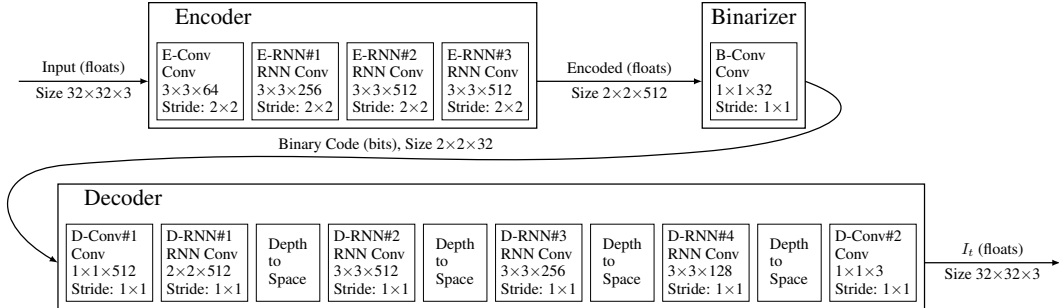 Encoder
E-Conv
Conv
3×3×64
Stride: 2×2
E-RNN#1
RNN Conv
3×3×256
Stride: 2×2
E-RNN#2
RNN Conv
3×3×512
Stride: 2×2
E-RNN#3
RNN Conv
3×3×512
Stride: 2×2
Input (floats)
Size 32×32×3
Encoded (floats)
Size 2×2×512
Binarizer
B-Conv
Conv
1×1×32
Stride: 1×1
Binary Code (bits), Size 2×2×32
Decoder
D-Conv#1
Conv
1×1×512
Stride: 1×1
D-RNN#1
RNN Conv
2×2×512
Stride: 1×1
Depth
to
Space
D-RNN#2
RNN Conv
3×3×512
Stride: 1×1
Depth
to
Space
D-RNN#3
RNN Conv
3×3×256
Stride: 1×1
Depth
to
Space
D-RNN#4
RNN Conv
3×3×128
Stride: 1×1
Depth
to
Space
D-Conv#2
Conv
1×1×3
Stride: 1×1
I_t (floats)
Size 32×32×3